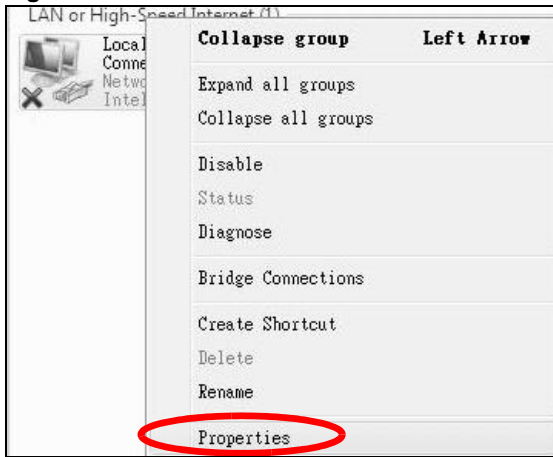 LAN or High-Speed Internet (1)
Collapse group Left Arrow
Expand all groups
Collapse all groups
Disable
Status
Diagnose
Bridge Connections
Create Shortcut
Delete
Rename
Properties
Local
Conne
Netwo
Intel